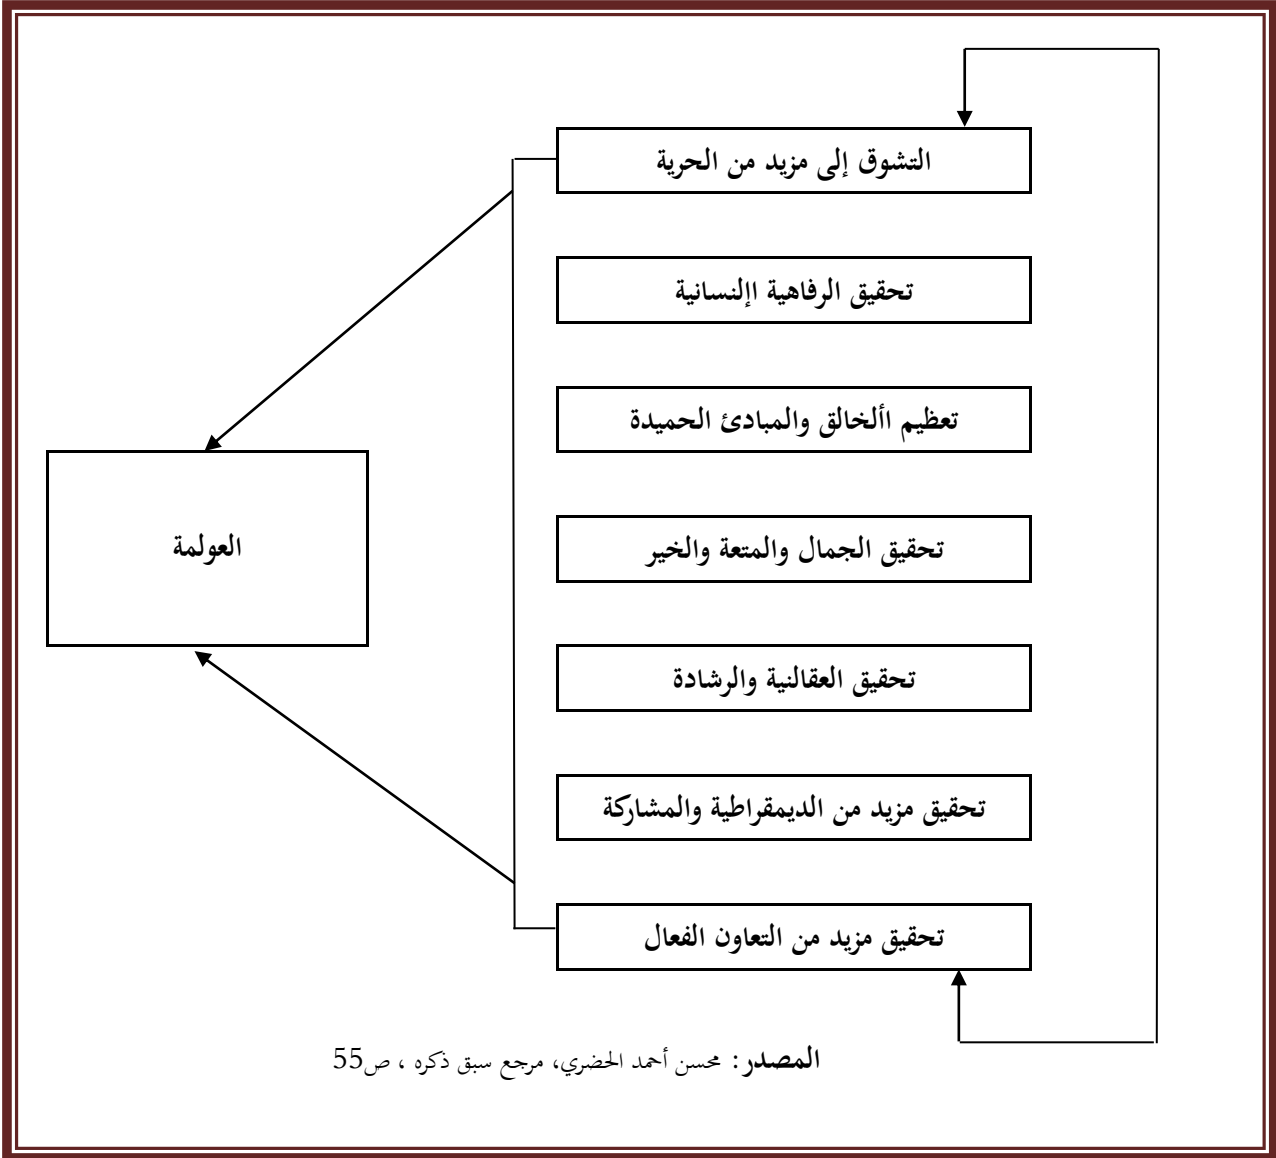 التشوق إلى مزيد من الحرية
تحقيق الرفاهية اإلنسانية
تعظيم األخالق والمبادئ الحميدة
تحقيق الجمال والمتعة والخير
العولمة
تحقيق العقالنية والرشادة
تحقيق مزيد من الديمقراطية والمشاركة
تحقيق مزيد من التعاون الفعال
المصدر: محسن أحمد الحضري، مرجع سبق ذكره ، ص55